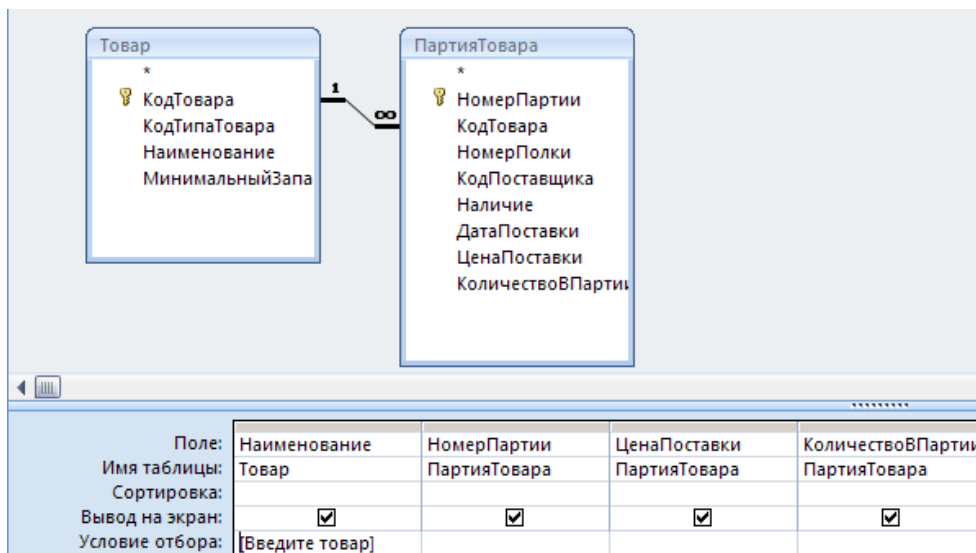 Товар
*
КодТовара
КодТипаТовара
Наименование
МинимальныйЗапа
1
∞
ПартияТовара
*
НомерПартии
КодТовара
НомерПолки
КодПоставщика
Наличие
ДатаПоставки
ЦенаПоставки
КоличествоВПартии
Поле: Наименование НомерПартии ЦенаПоставки КоличествоВПартии
Имя таблицы: Товар ПартияТовара ПартияТовара ПартияТовара
Сортировка:
Вывод на экран:
Условие отбора: [Введите товар]